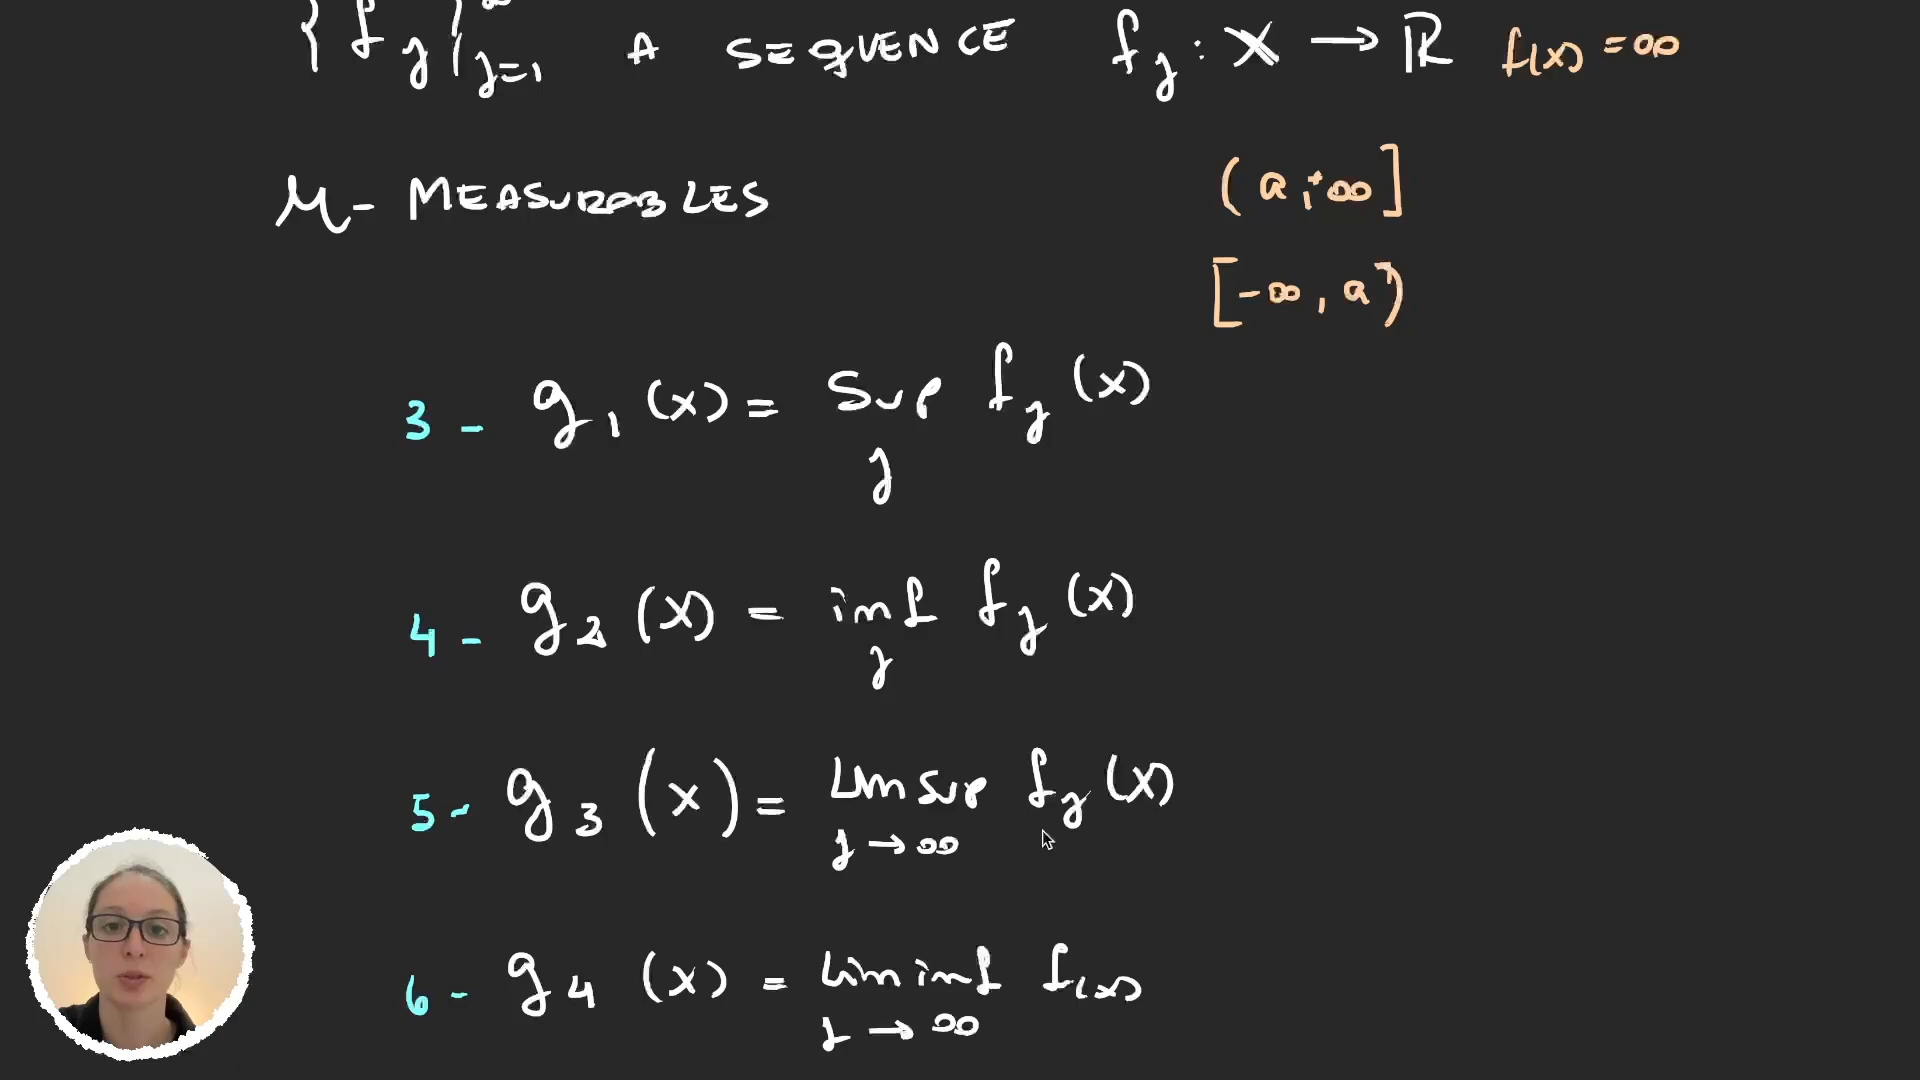 {f_j}_{j=1}^∞ A SEQUENCE f_j : X → ℝ f(x) = ∞
M - MEASURABLES
(a, +∞]
[-∞, a)
3 - g_1 (x) = Sup_j f_j (x)
4 - g_2 (x) = inf_j f_j (x)
5 - g_3 (x) = Lim Sup_{j → ∞} f_j (x)
6 - g_4 (x) = Lim inf_{j → ∞} f(x)